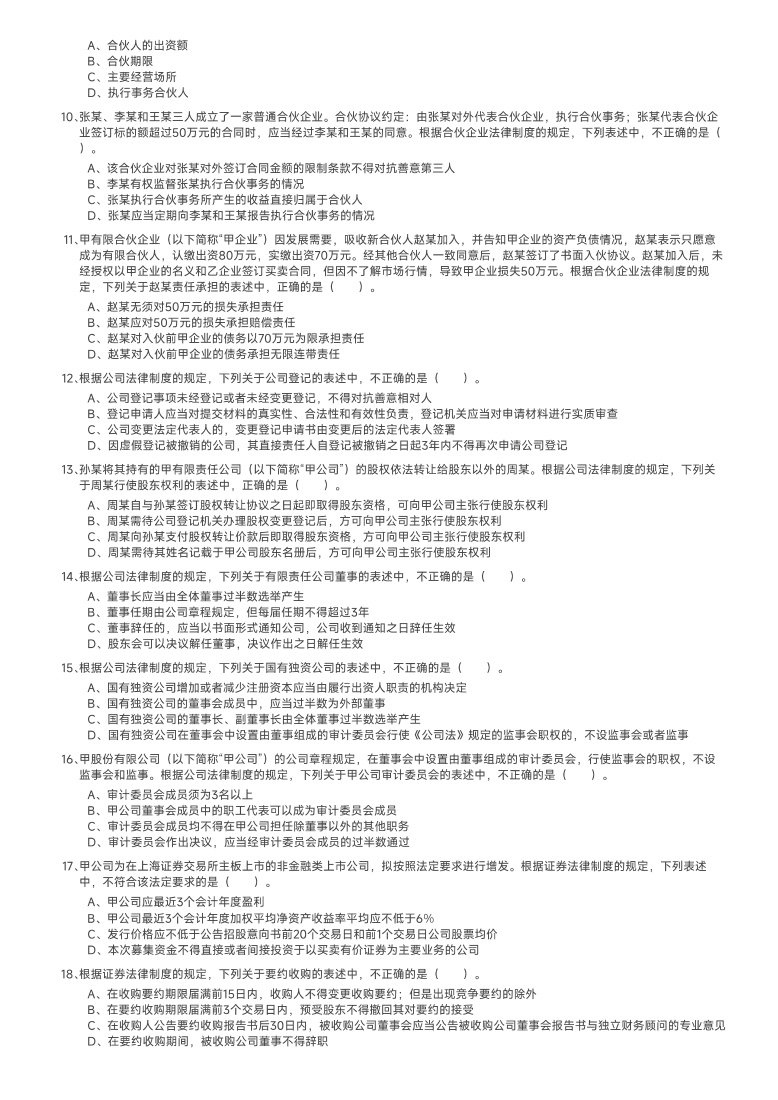 A、合伙人的出资额
B、合伙期限
C、主要经营场所
D、执行事务合伙人
10、张某、李某和王某三人成立了一家普通合伙企业。合伙协议约定：由张某对外代表合伙企业，执行合伙事务；张某代表合伙企
业签订标的额超过50万元的合同时，应当经过李某和王某的同意。根据合伙企业法律制度的规定，下列表述中，不正确的是（
）。
A、该合伙企业对张某对外签订合同金额的限制条款不得对抗善意第三人
B、李某有权监督张某执行合伙事务的情况
C、张某执行合伙事务所产生的收益直接归属于合伙人
D、张某应当定期向李某和王某报告执行合伙事务的情况
11、甲有限合伙企业（以下简称“甲企业”）因发展需要，吸收新合伙人赵某加入，并告知甲企业的资产负债情况，赵某表示只愿意
成为有限合伙人，认缴出资80万元，实缴出资70万元。经其他合伙人一致同意后，赵某签订了书面入伙协议。赵某加入后，未
经授权以甲企业的名义和乙企业签订买卖合同，但因不了解市场行情，导致甲企业损失50万元。根据合伙企业法律制度的规
定，下列关于赵某责任承担的表述中，正确的是（　　）。
A、赵某无须对50万元的损失承担责任
B、赵某应对50万元的损失承担赔偿责任
C、赵某对入伙前甲企业的债务以70万元为限承担责任
D、赵某对入伙前甲企业的债务承担无限连带责任
12、根据公司法律制度的规定，下列关于公司登记的表述中，不正确的是（　　）。
A、公司登记事项未经登记或者未经变更登记，不得对抗善意相对人
B、登记申请人应当对提交材料的真实性、合法性和有效性负责，登记机关应当对申请材料进行实质审查
C、公司变更法定代表人的，变更登记申请书由变更后的法定代表人签署
D、因虚假登记被撤销的公司，其直接责任人自登记被撤销之日起3年内不得再次申请公司登记
13、孙某将其持有的甲有限责任公司（以下简称“甲公司”）的股权依法转让给股东以外的周某。根据公司法律制度的规定，下列关
于周某行使股东权利的表述中，正确的是（　　）。
A、周某自与孙某签订股权转让协议之日起即取得股东资格，可向甲公司主张行使股东权利
B、周某需待公司登记机关办理股权变更登记后，方可向甲公司主张行使股东权利
C、周某向孙某支付股权转让价款后即取得股东资格，方可向甲公司主张行使股东权利
D、周某需待其姓名记载于甲公司股东名册后，方可向甲公司主张行使股东权利
14、根据公司法律制度的规定，下列关于有限责任公司董事的表述中，不正确的是（　　）。
A、董事长应当由全体董事过半数选举产生
B、董事任期由公司章程规定，但每届任期不得超过3年
C、董事辞任的，应当以书面形式通知公司，公司收到通知之日辞任生效
D、股东会可以决议解任董事，决议作出之日解任生效
15、根据公司法律制度的规定，下列关于国有独资公司的表述中，不正确的是（　　）。
A、国有独资公司增加或者减少注册资本应当由履行出资人职责的机构决定
B、国有独资公司的董事会成员中，应当过半数为外部董事
C、国有独资公司的董事长、副董事长由全体董事过半数选举产生
D、国有独资公司在董事会中设置由董事组成的审计委员会行使《公司法》规定的监事会职权的，不设监事会或者监事
16、甲股份有限公司（以下简称“甲公司”）的公司章程规定，在董事会中设置由董事组成的审计委员会，行使监事会的职权，不设
监事会和监事。根据公司法律制度的规定，下列关于甲公司审计委员会的表述中，不正确的是（　　）。
A、审计委员会成员须为3名以上
B、甲公司董事会成员中的职工代表可以成为审计委员会成员
C、审计委员会成员均不得在甲公司担任除董事以外的其他职务
D、审计委员会作出决议，应当经审计委员会成员的过半数通过
17、甲公司为在上海证券交易所主板上市的非金融类上市公司，拟按照法定要求进行增发。根据证券法律制度的规定，下列表述
中，不符合该法定要求的是（　　）。
A、甲公司应最近3个会计年度盈利
B、甲公司最近3个会计年度加权平均净资产收益率平均应不低于6%
C、发行价格应不低于公告招股意向书前20个交易日和前1个交易日公司股票均价
D、本次募集资金不得直接或者间接投资于以买卖有价证券为主要业务的公司
18、根据证券法律制度的规定，下列关于要约收购的表述中，不正确的是（　　）。
A、在收购要约期限届满前15日内，收购人不得变更收购要约；但是出现竞争要约的除外
B、在要约收购期限届满前3个交易日内，预受股东不得撤回其对要约的接受
C、在收购人公告要约收购报告书后30日内，被收购公司董事会应当公告被收购公司董事会报告书与独立财务顾问的专业意见
D、在要约收购期间，被收购公司董事不得辞职